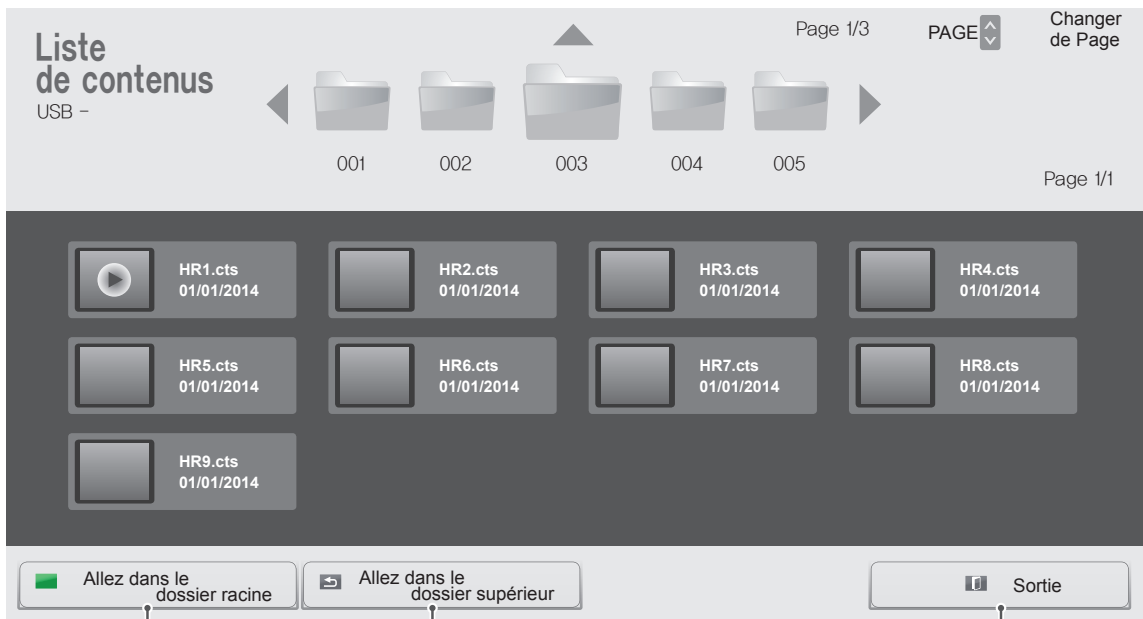 Liste
de contenus
USB –
Page 1/3
PAGE
Changer
de Page
001
002
003
004
005
Page 1/1
HR1.cts
01/01/2014
HR2.cts
01/01/2014
HR3.cts
01/01/2014
HR4.cts
01/01/2014
HR5.cts
01/01/2014
HR6.cts
01/01/2014
HR7.cts
01/01/2014
HR8.cts
01/01/2014
HR9.cts
01/01/2014
Allez dans le
dossier racine
Allez dans le
dossier supérieur
Sortie